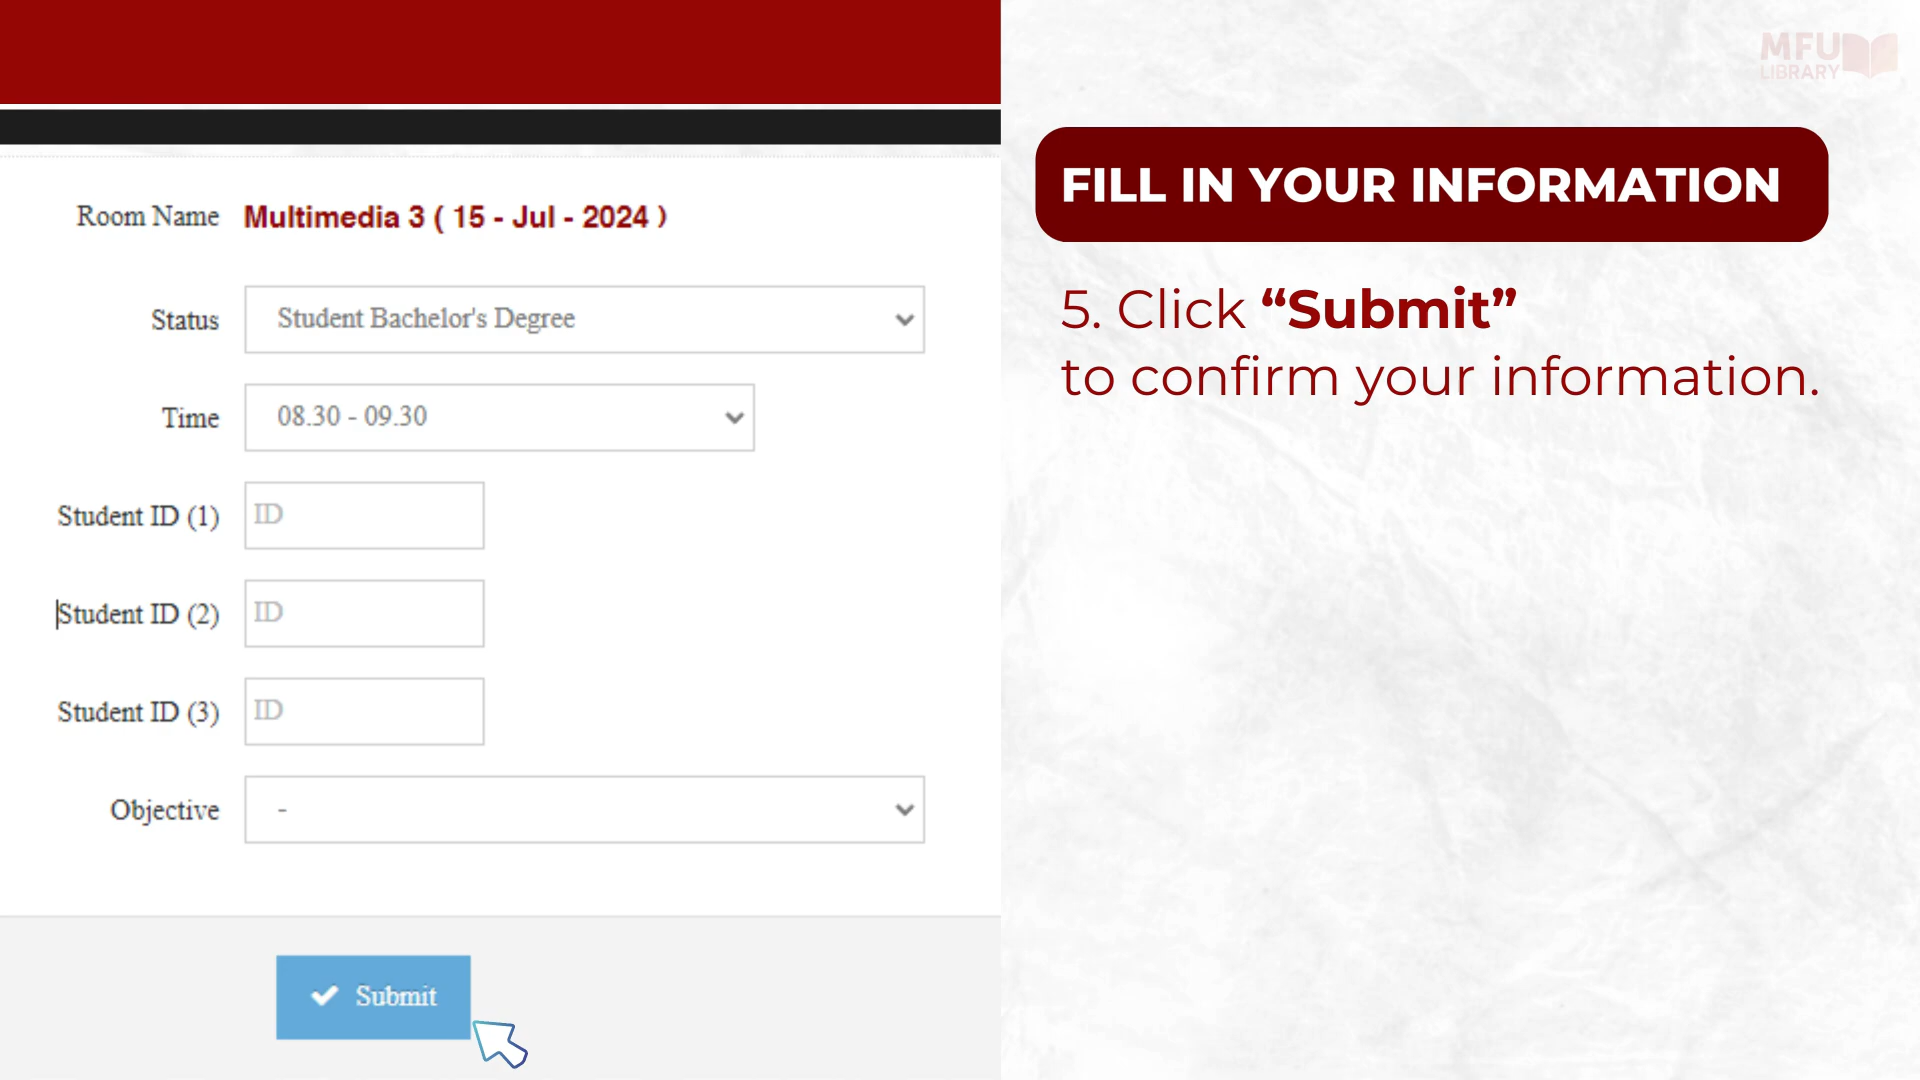 Room Name Multimedia 3 ( 15 - Jul - 2024 )
Status Student Bachelor's Degree
Time 08.30 - 09.30
Student ID (1) ID
Student ID (2) ID
Student ID (3) ID
Objective -
Submit
MFU
LIBRARY
FILL IN YOUR INFORMATION
5. Click “Submit”
to confirm your information.